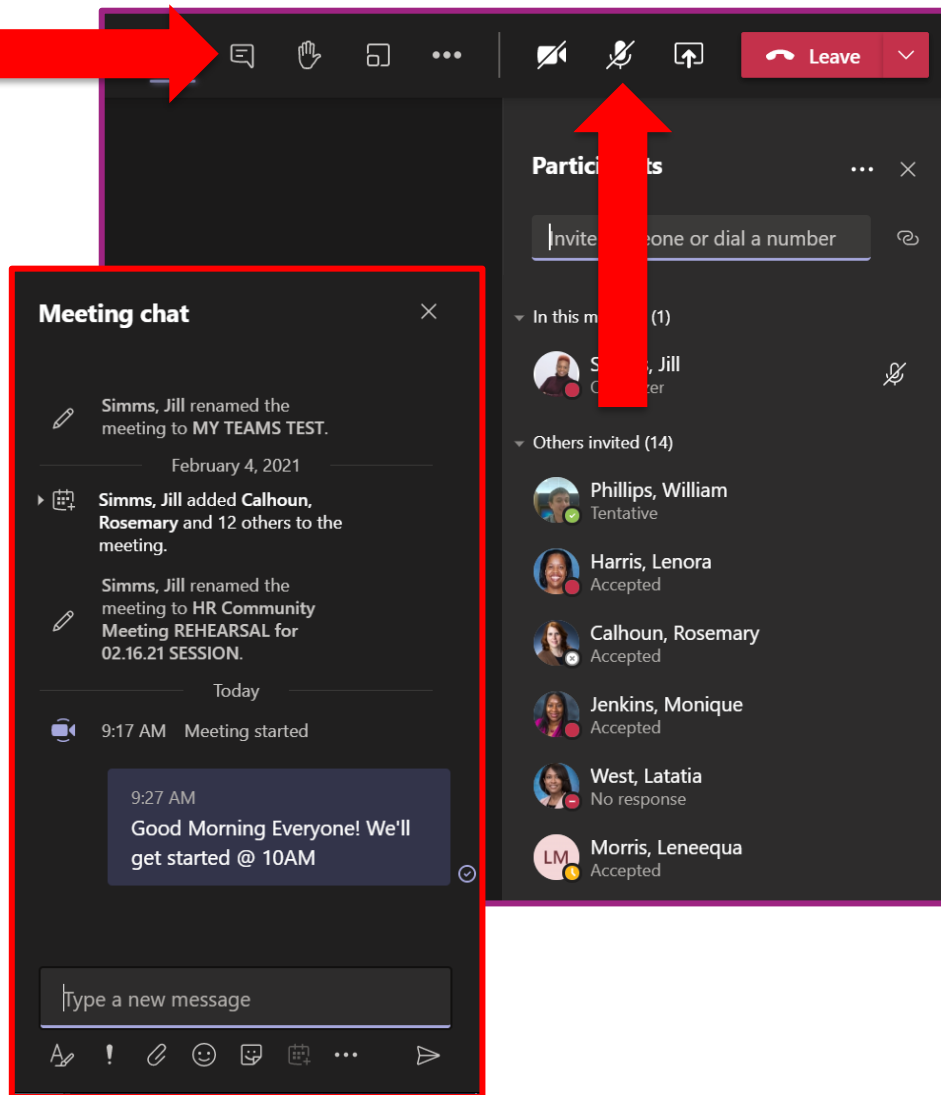 Leave
Participants
Invite someone or dial a number
In this m (1)
S, Jill
Others invited (14)
Phillips, William
Tentative
Harris, Lenora
Accepted
Calhoun, Rosemary
Accepted
Jenkins, Monique
Accepted
West, Latatia
No response
LM
Morris, Leneequa
Accepted
Meeting chat
Simms, Jill renamed the
meeting to MY TEAMS TEST.
February 4, 2021
Simms, Jill added Calhoun,
Rosemary and 12 others to the
meeting.
Simms, Jill renamed the
meeting to HR Community
Meeting REHEARSAL for
02.16.21 SESSION.
Today
9:17 AM Meeting started
9:27 AM
Good Morning Everyone! We'll
get started @ 10AM
Type a new message